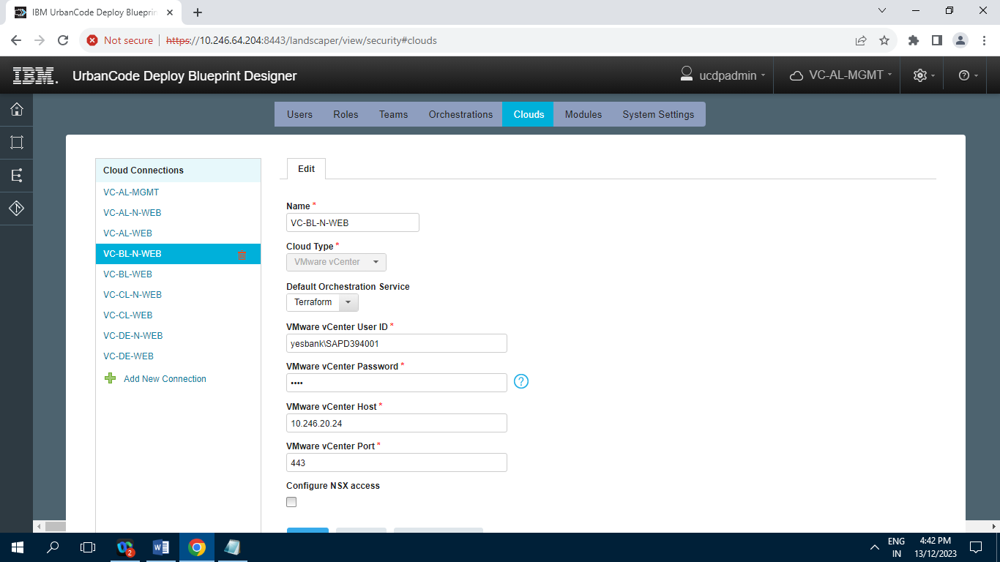 IBM UrbanCode Deploy Blueprin
Not secure
https://10.246.64.204:8443/landscaper/view/security#clouds
IBM.
UrbanCode Deploy Blueprint Designer
ucdpadmin
VC-AL-MGMT
Users
Roles
Teams
Orchestrations
Clouds
Modules
System Settings
Cloud Connections
VC-AL-MGMT
VC-AL-N-WEB
VC-AL-WEB
VC-BL-N-WEB
VC-BL-WEB
VC-CL-N-WEB
VC-CL-WEB
VC-DE-N-WEB
VC-DE-WEB
Add New Connection
Edit
Name *
VC-BL-N-WEB
Cloud Type *
VMware vCenter
Default Orchestration Service
Terraform
VMware vCenter User ID *
yesbank\SAPD394001
VMware vCenter Password *
••••
VMware vCenter Host *
10.246.20.24
VMware vCenter Port *
443
Configure NSX access
2
ENG
IN
4:42 PM
13/12/2023